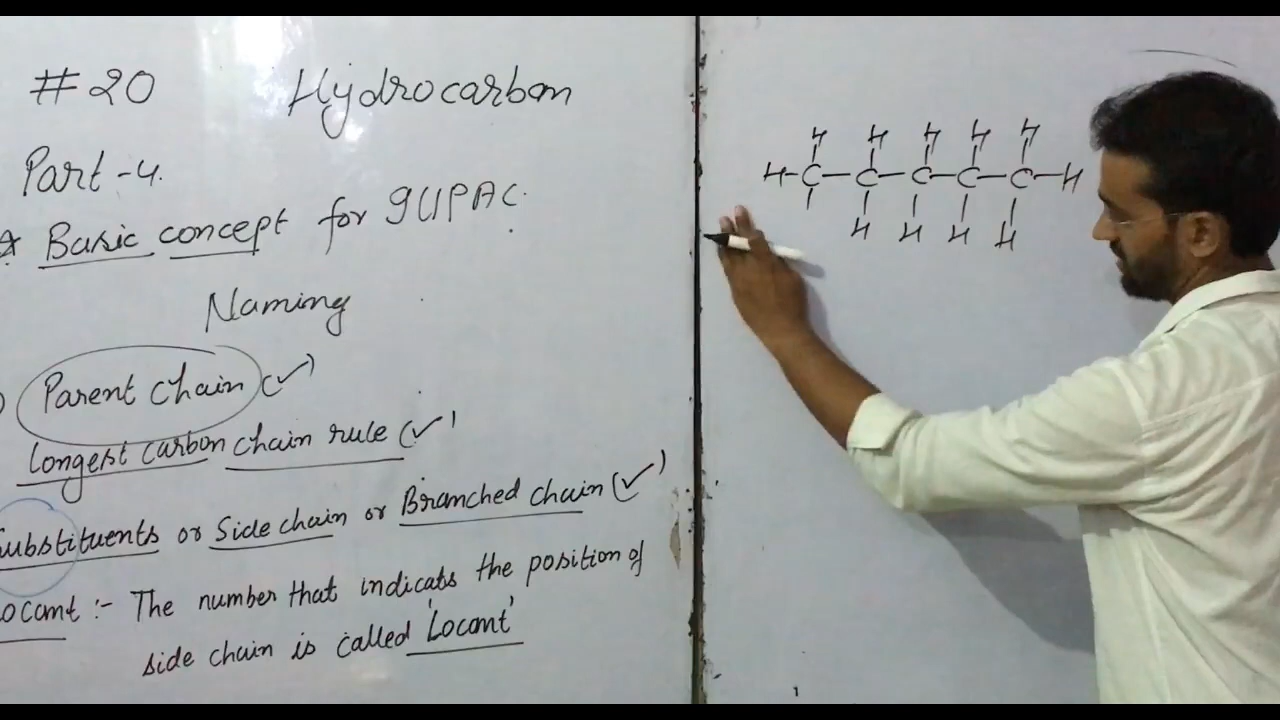 #20 Hydrocarbon
Part-4.
Basic concept for IUPAC.
Naming
Parent chain (✓)
Longest carbon chain rule (✓)
Substituents or Side chain or Branched chain (✓)
Locant :- The number that indicats the position of
side chain is called 'Locant'
H H H H H
H-C-C-C-C-C-H
H H H H